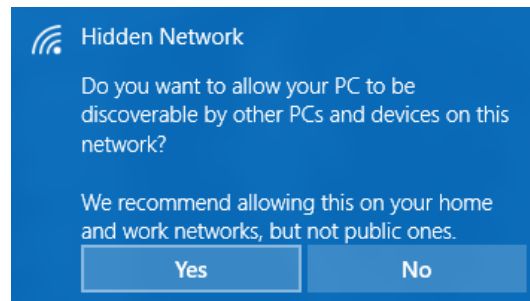 Hidden Network
Do you want to allow your PC to be
discoverable by other PCs and devices on this
network?
We recommend allowing this on your home
and work networks, but not public ones.
Yes No